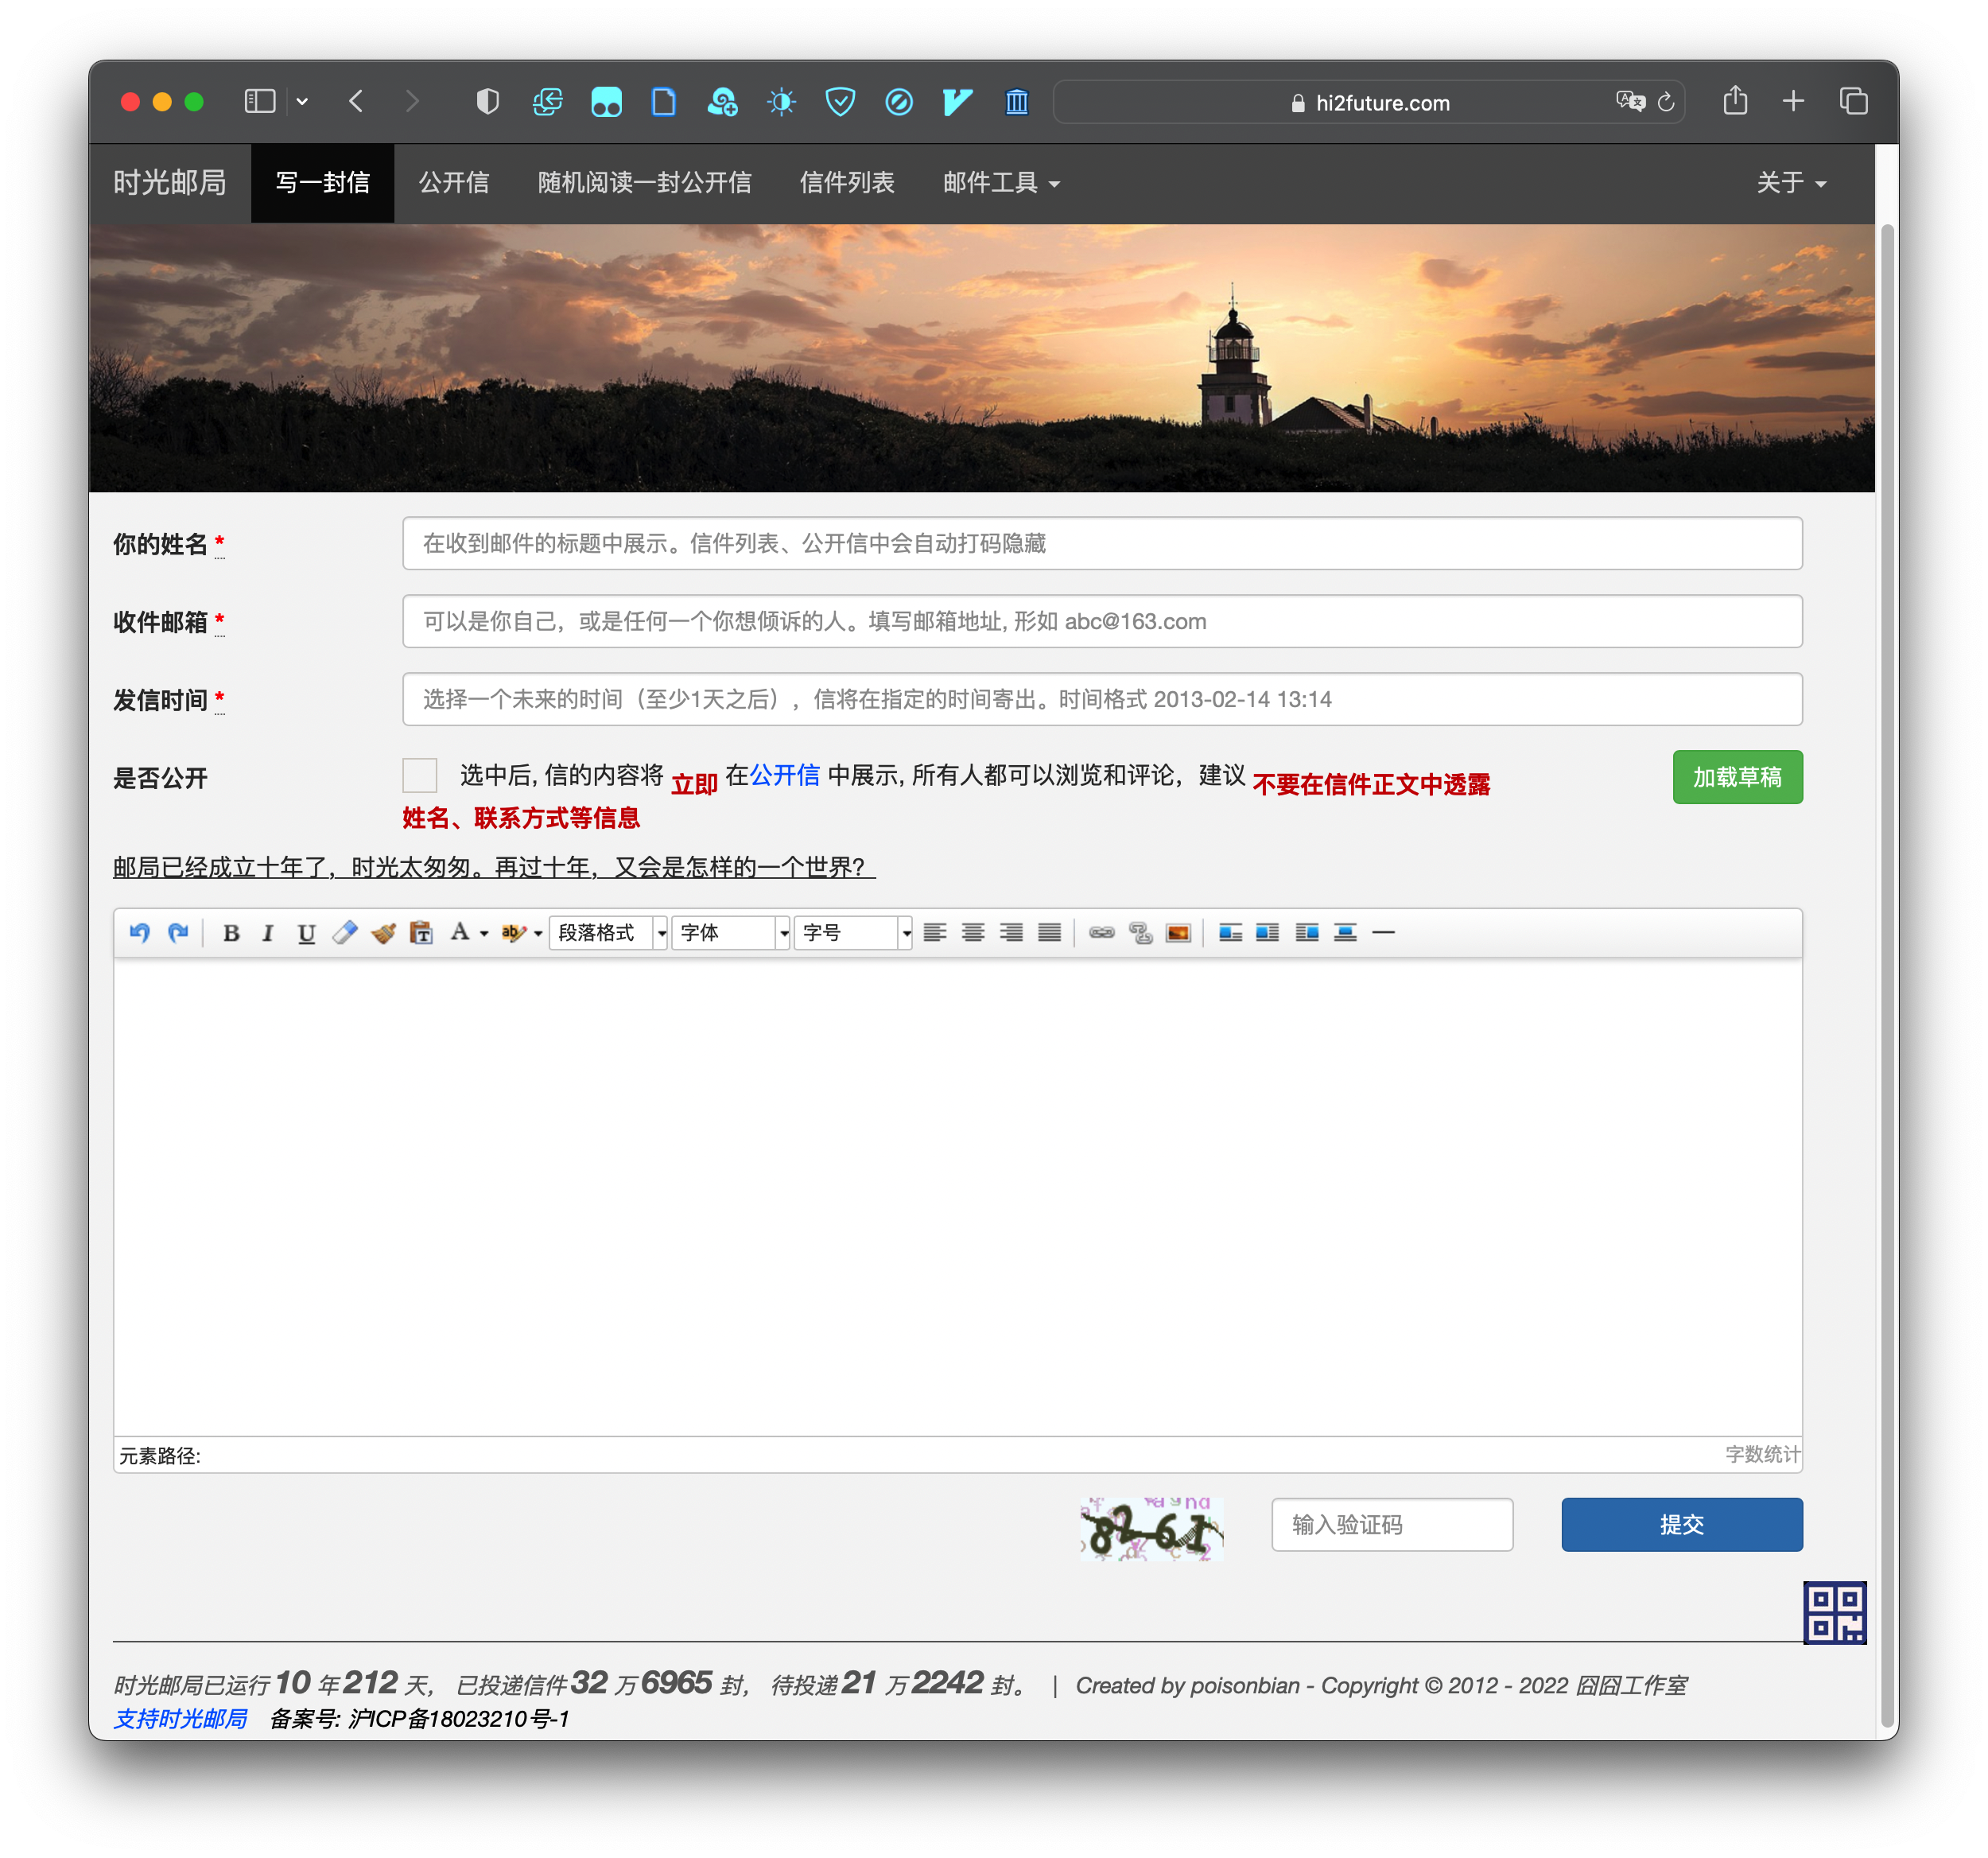 hi2future.com
时光邮局 写一封信 公开信 随机阅读一封公开信 信件列表 邮件工具 关于
你的姓名 * 在收到邮件的标题中展示。信件列表、公开信中会自动打码隐藏
收件邮箱 * 可以是你自己，或是任何一个你想倾诉的人。填写邮箱地址, 形如 abc@163.com
发信时间 * 选择一个未来的时间（至少1天之后），信将在指定的时间寄出。时间格式 2013-02-14 13:14
是否公开 选中后, 信的内容将 立即 在公开信 中展示, 所有人都可以浏览和评论，建议 不要在信件正文中透露 加载草稿
姓名、联系方式等信息
邮局已经成立十年了，时光太匆匆。再过十年，又会是怎样的一个世界？
B I U A ab 段落格式 字体 字号
元素路径: 字数统计
输入验证码 提交
时光邮局已运行 10 年 212 天， 已投递信件 32 万 6965 封， 待投递 21 万 2242 封。 | Created by poisonbian - Copyright © 2012 - 2022 囧囧工作室
支持时光邮局 备案号: 沪ICP备18023210号-1